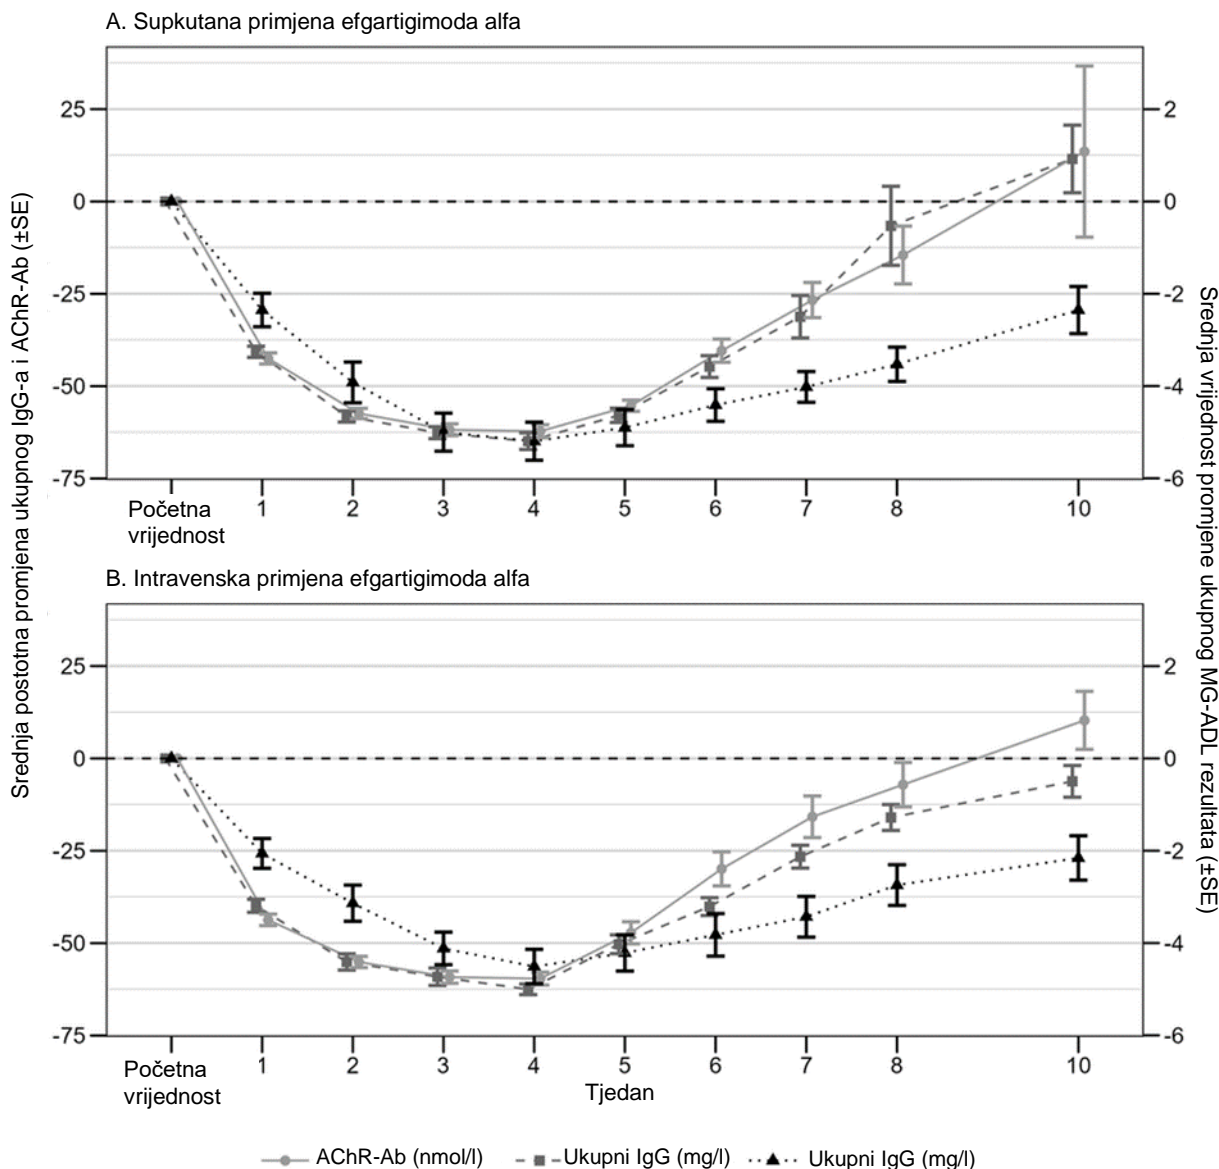 A. Supkutana primjena efgartigimoda alfa
Srednja postotna promjena ukupnog IgG-a i AChR-Ab (±SE)
Srednja vrijednost promjene ukupnog MG-ADL rezultata (±SE)
25
0
-25
-50
-75
2
0
-2
-4
-6
Početna
vrijednost
1 2 3 4 5 6 7 8 10
B. Intravenska primjena efgartigimoda alfa
25
0
-25
-50
-75
2
0
-2
-4
-6
Početna
vrijednost
1 2 3 4 5 6 7 8 10
Tjedan
AChR-Ab (nmol/l) Ukupni IgG (mg/l) Ukupni IgG (mg/l)